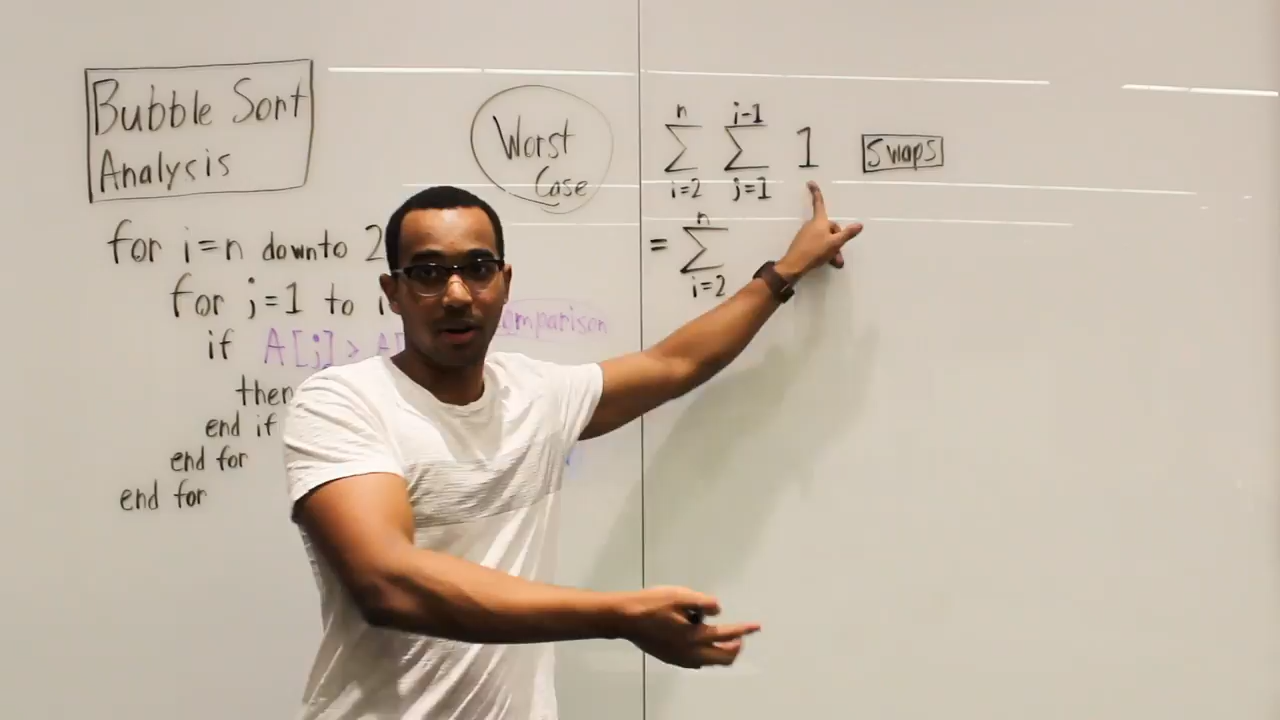 Bubble Sort
Analysis
for i=n downto 2
for j=1 to
if A[j] >
then
end if
end for
end for
Worst
Case
comparison
n
∑
i=2
i-1
∑
j=1
1
Swaps
=
n
∑
i=2